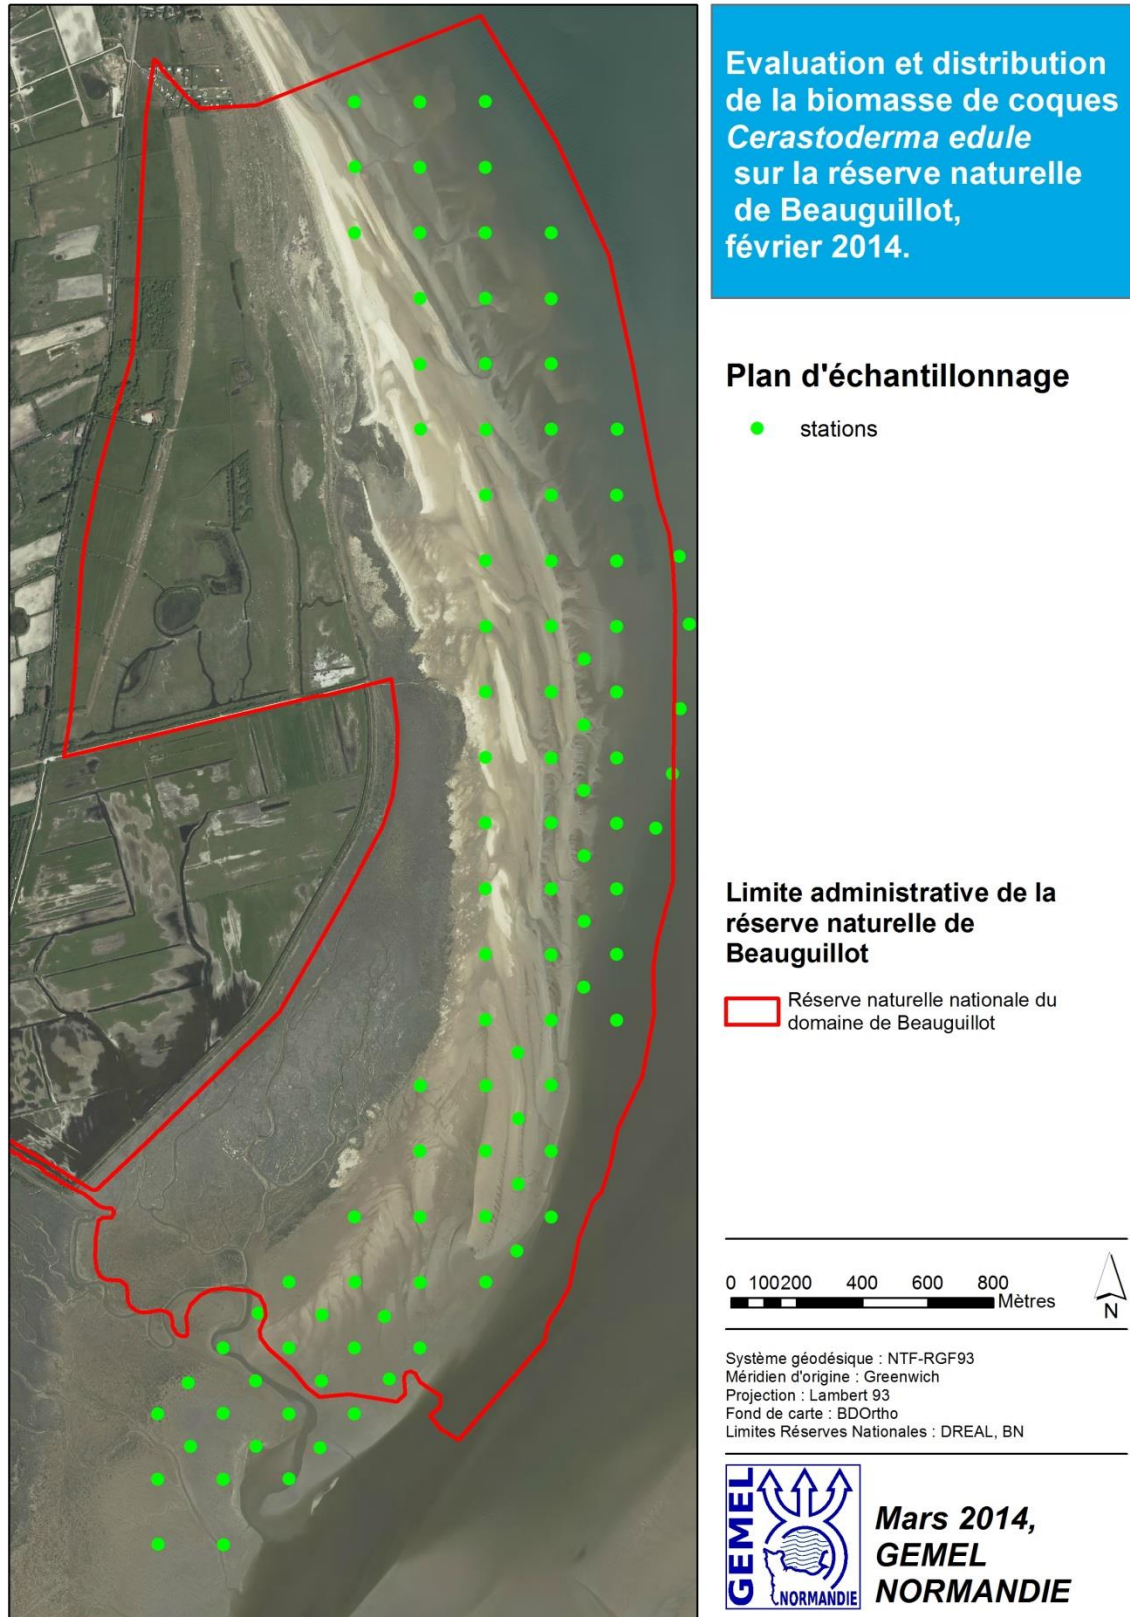 Evaluation et distribution
de la biomasse de coques
Cerastoderma edule
sur la réserve naturelle
de Beauguillot,
février 2014.
Plan d'échantillonnage
stations
Limite administrative de la
réserve naturelle de
Beauguillot
Réserve naturelle nationale du
domaine de Beauguillot
0 100 200 400 600 800
Mètres
N
Système géodésique : NTF-RGF93
Méridien d'origine : Greenwich
Projection : Lambert 93
Fond de carte : BDOrtho
Limites Réserves Nationales : DREAL, BN
GEMEL
NORMANDIE
Mars 2014,
GEMEL
NORMANDIE